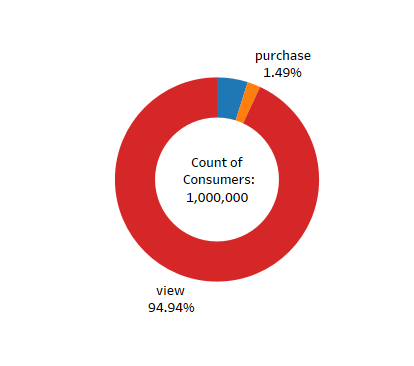 purchase
1.49%
Count of
Consumers:
1,000,000
view
94.94%